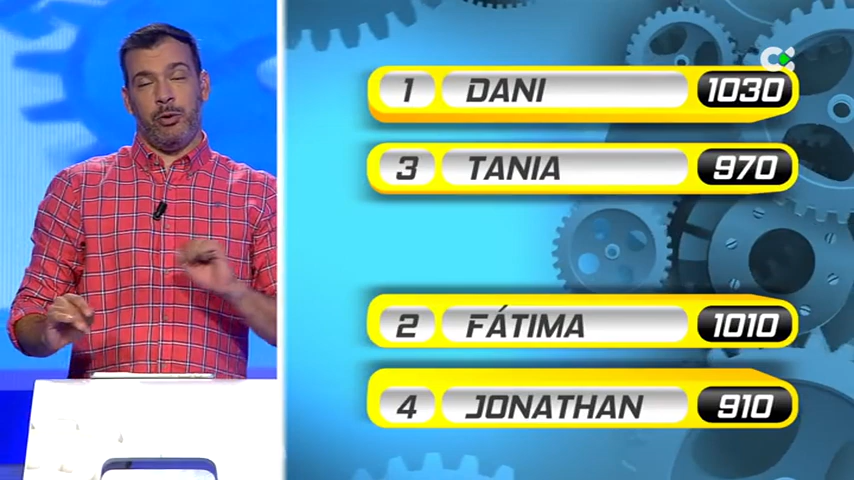 1 DANI 1030
3 TANIA 970
2 FÁTIMA 1010
4 JONATHAN 910